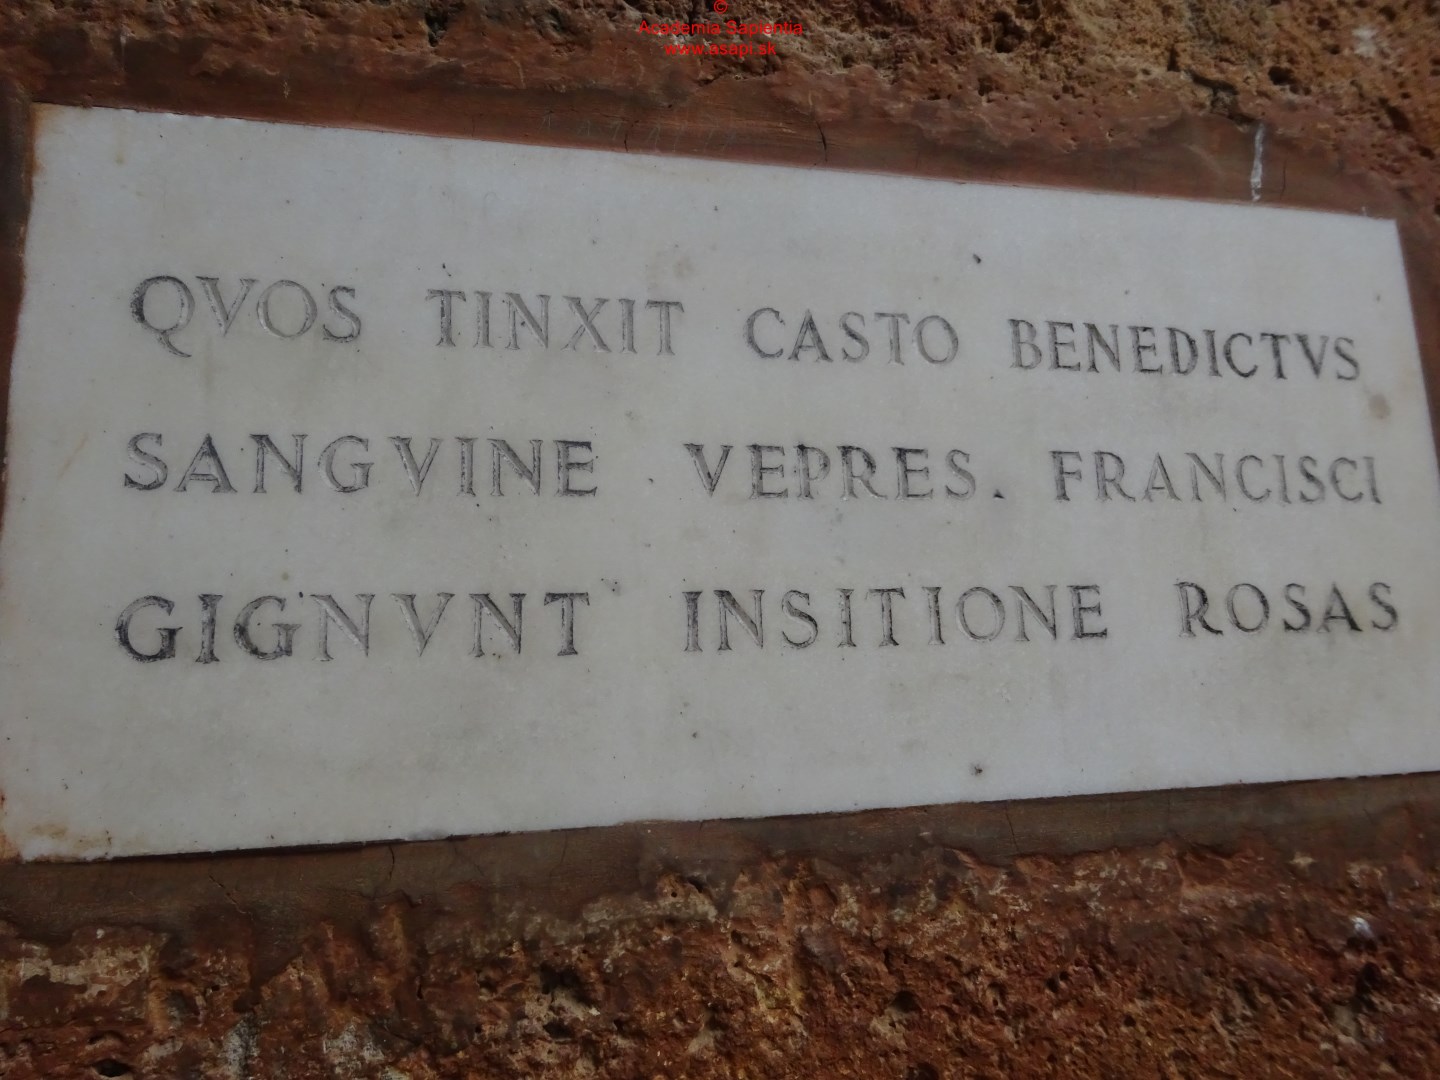 ©
Academia Sapientia
www.asapi.sk
QVOS TINXIT CASTO BENEDICTVS
SANGVINE VEPRES. FRANCISCI
GIGNVNT INSITIONE ROSAS